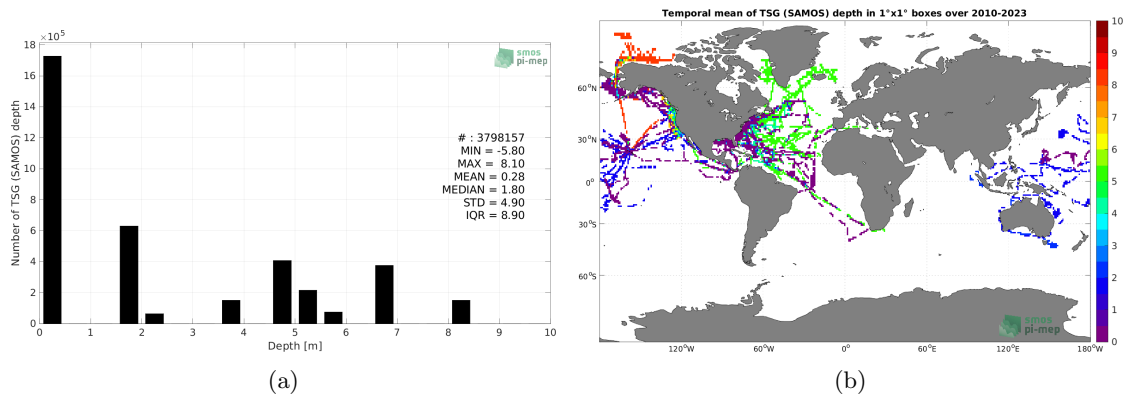 ×10⁵
18
16
14
12
10
8
6
4
2
0
Number of TSG (SAMOS) depth
smos
pi-mep
# : 3798157
MIN = -5.80
MAX = 8.10
MEAN = 0.28
MEDIAN = 1.80
STD = 4.90
IQR = 8.90
0 1 2 3 4 5 6 7 8 9 10
Depth [m]
(a)
Temporal mean of TSG (SAMOS) depth in 1°x1° boxes over 2010-2023
60°N
30°N
0°
30°S
60°S
120°W 60°W 0° 60°E 120°E 180°W
smos
pi-mep
10
9
8
7
6
5
4
3
2
1
0
(b)